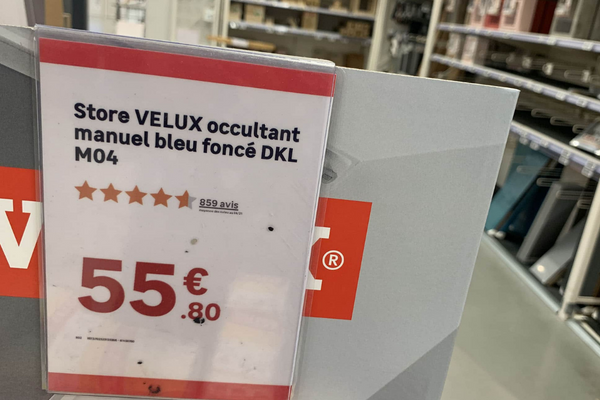 Store VELUX occultant
manuel bleu foncé DKL
M04
859 avis
55€
.80
®